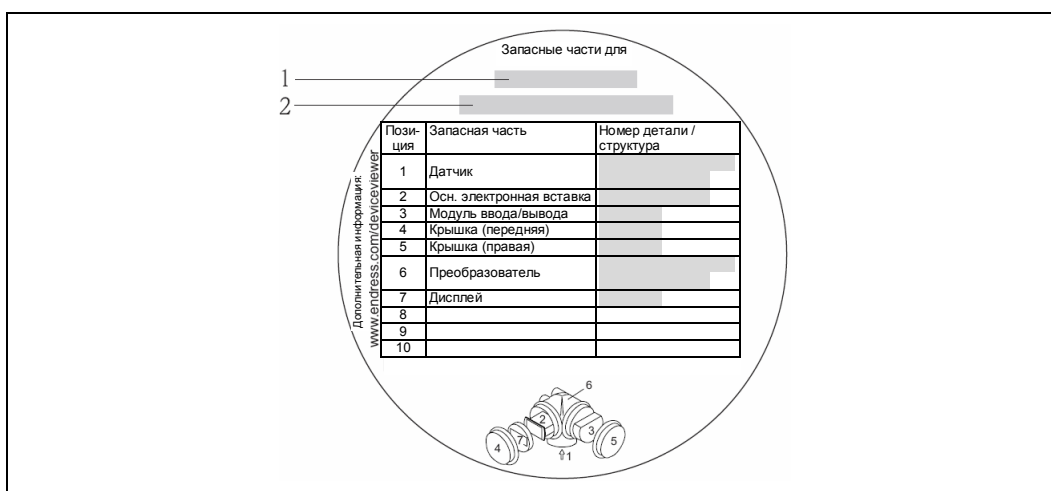 Запасные части для
1
2
Пози-ция Запасная часть Номер детали / структура
1 Датчик
2 Осн. электронная вставка
3 Модуль ввода/вывода
4 Крышка (передняя)
5 Крышка (правая)
6 Преобразователь
7 Дисплей
8
9
10
Дополнительная информация:
www.endress.com/deviceviewer
6
2
3
7
4
5
1